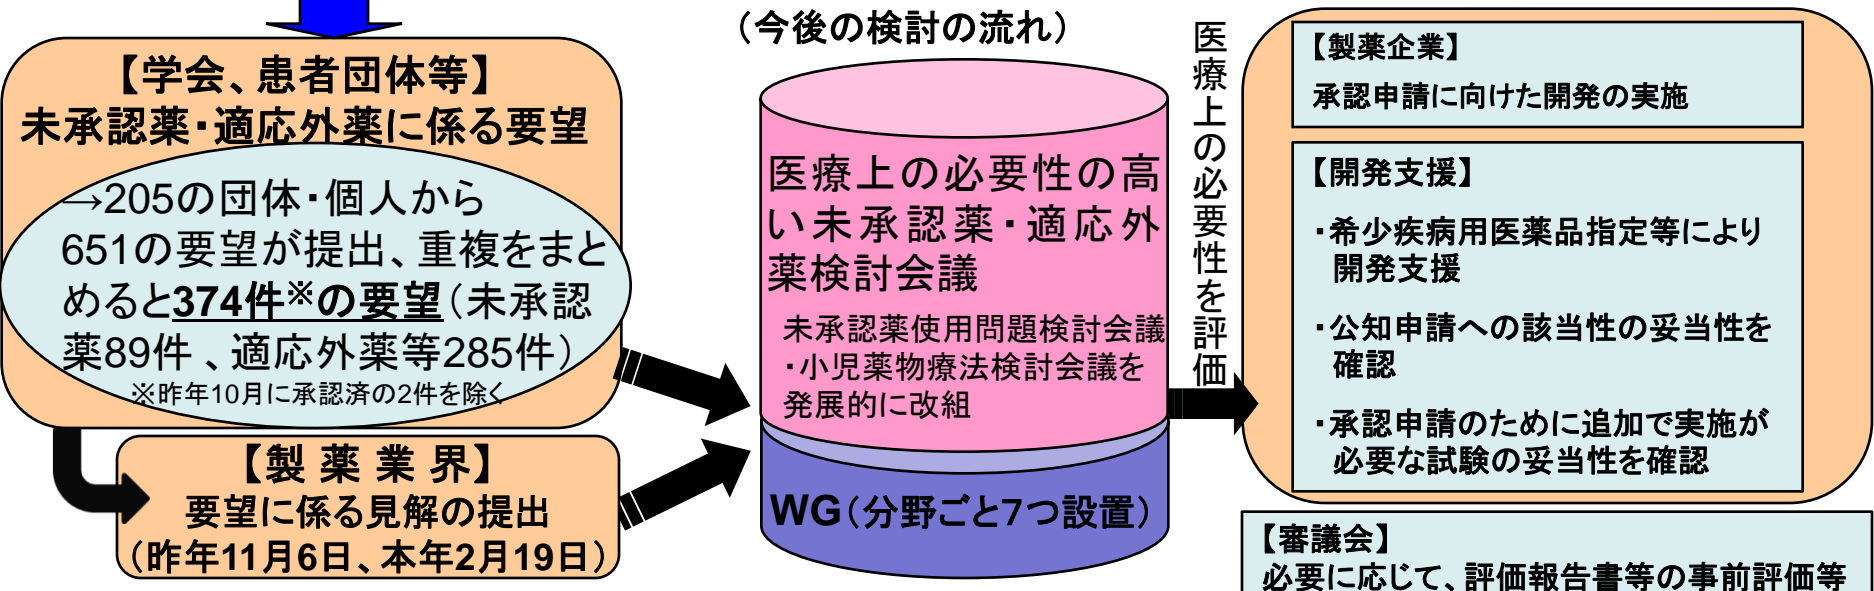 （今後の検討の流れ）
【学会、患者団体等】
未承認薬・適応外薬に係る要望
→205の団体・個人から
651の要望が提出、重複をまと
めると374件※の要望（未承認
薬89件 、適応外薬等285件）
※昨年10月に承認済の2件を除く
【製 薬 業 界】
要望に係る見解の提出
（昨年11月6日、本年2月19日）
医療上の必要性の高
い未承認薬・適応外
薬検討会議
未承認薬使用問題検討会議
・小児薬物療法検討会議を
発展的に改組
WG（分野ごと7つ設置）
医療上の必要性を評価
【製薬企業】
承認申請に向けた開発の実施
【開発支援】
・希少疾病用医薬品指定等により
開発支援
・公知申請への該当性の妥当性を
確認
・承認申請のために追加で実施が
必要な試験の妥当性を確認
【審議会】
必要に応じて、評価報告書等の事前評価等